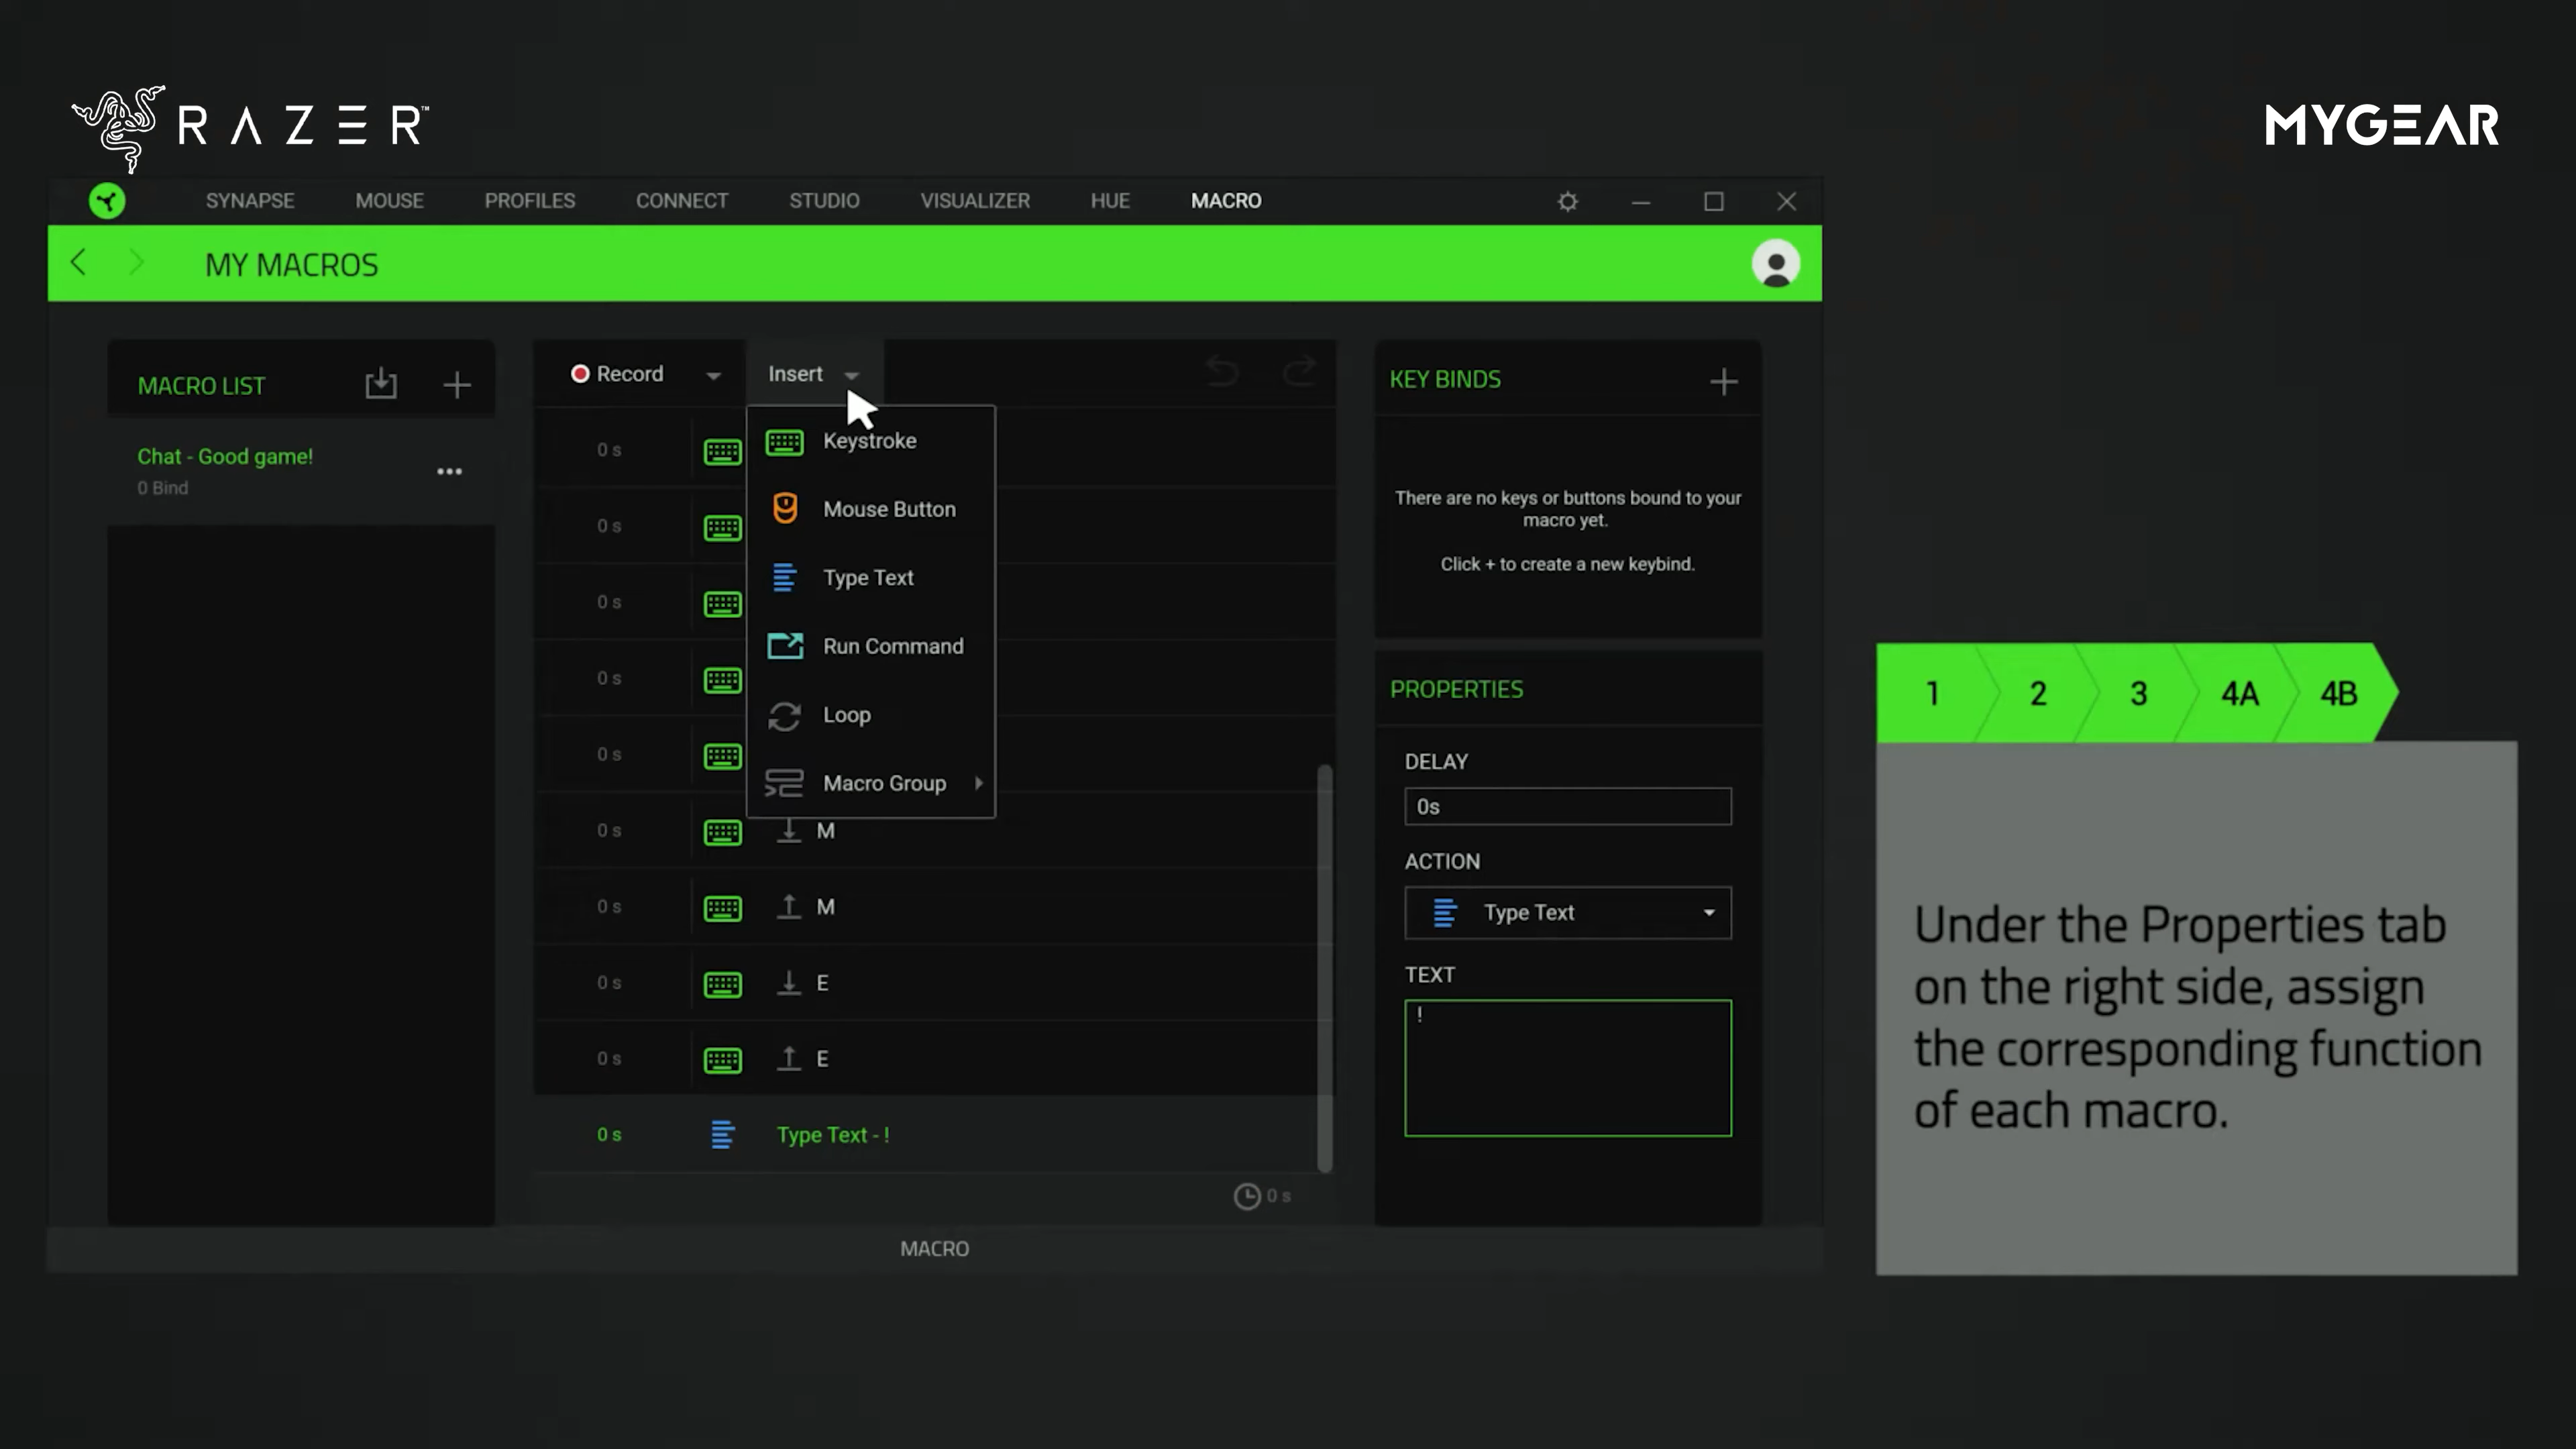 RAZER™
MYGEAR
SYNAPSE MOUSE PROFILES CONNECT STUDIO VISUALIZER HUE MACRO
MY MACROS
MACRO LIST
Chat - Good game!
0 Bind
Record
Insert
0 s
0 s
0 s
0 s
0 s
Keystroke
Mouse Button
Type Text
Run Command
Loop
Macro Group
0 s M
0 s M
0 s E
0 s E
0 s Type Text - !
0 s
KEY BINDS
There are no keys or buttons bound to your
macro yet.
Click + to create a new keybind.
PROPERTIES
DELAY
0s
ACTION
Type Text
TEXT
!
MACRO
1 2 3 4A 4B
Under the Properties tab
on the right side, assign
the corresponding function
of each macro.